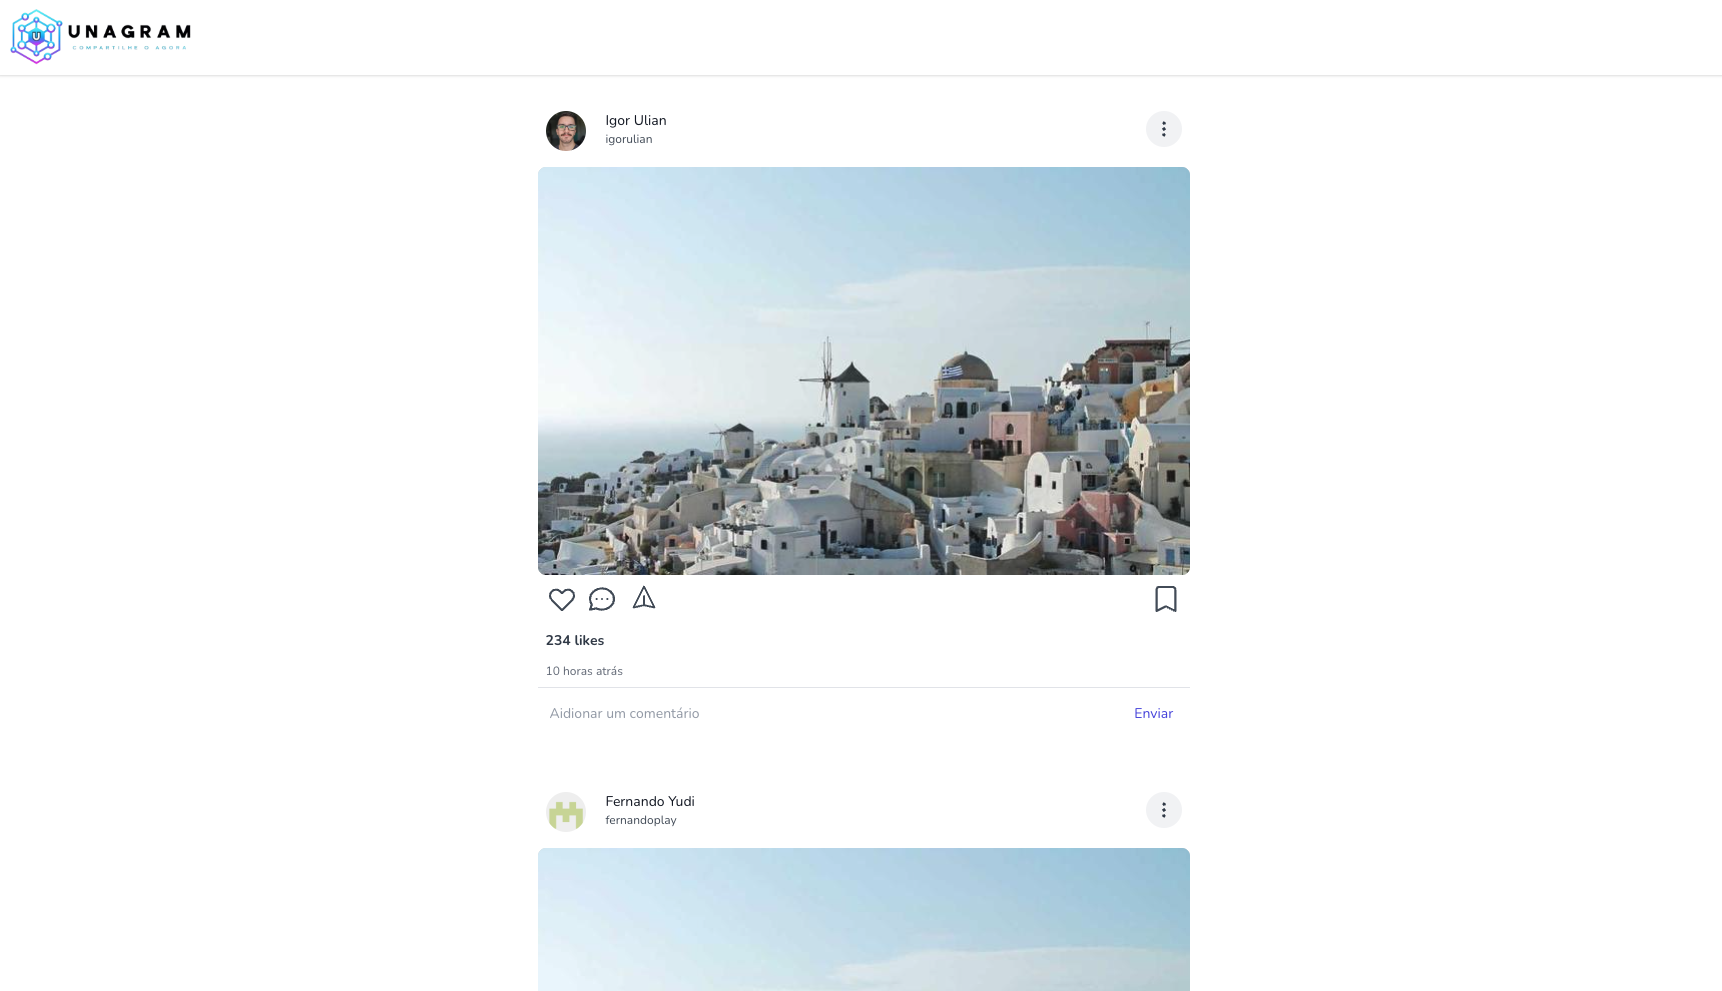 U
UNAGRAM
COMPARTILHE O AGORA
Igor Ulian
igorulian
234 likes
10 horas atrás
Aidionar um comentário
Enviar
Fernando Yudi
fernandoplay